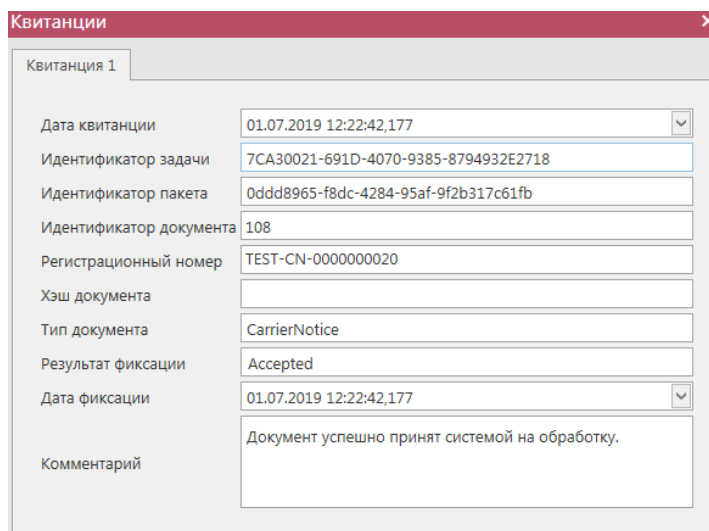 Квитанции
Квитанция 1
Дата квитанции 01.07.2019 12:22:42,177
Идентификатор задачи 7CA30021-691D-4070-9385-8794932E2718
Идентификатор пакета 0ddd8965-f8dc-4284-95af-9f2b317c61fb
Идентификатор документа 108
Регистрационный номер TEST-CN-0000000020
Хэш документа
Тип документа CarrierNotice
Результат фиксации Accepted
Дата фиксации 01.07.2019 12:22:42,177
Документ успешно принят системой на обработку.
Комментарий